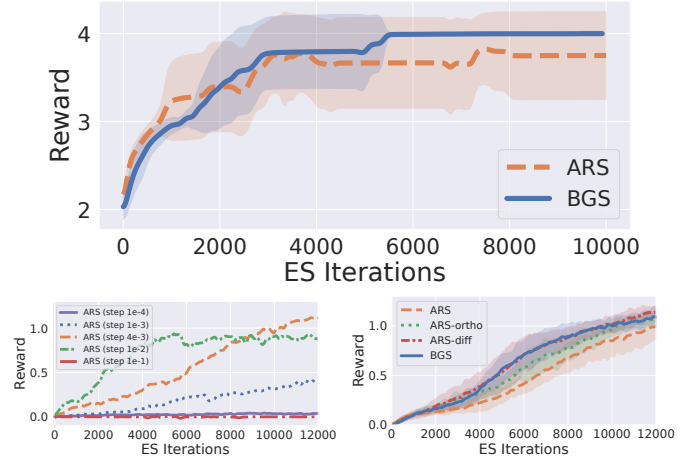 4
3
2
Reward
ARS
BGS
0 2000 4000 6000 8000 10000
ES Iterations
1.0
0.5
0.0
Reward
ARS (step 1e-4)
ARS (step 1e-3)
ARS (step 4e-3)
ARS (step 1e-2)
ARS (step 1e-1)
0 2000 4000 6000 8000 10000 12000
ES Iterations
1.0
0.5
0.0
Reward
ARS
ARS-ortho
ARS-diff
BGS
0 2000 4000 6000 8000 10000 12000
ES Iterations